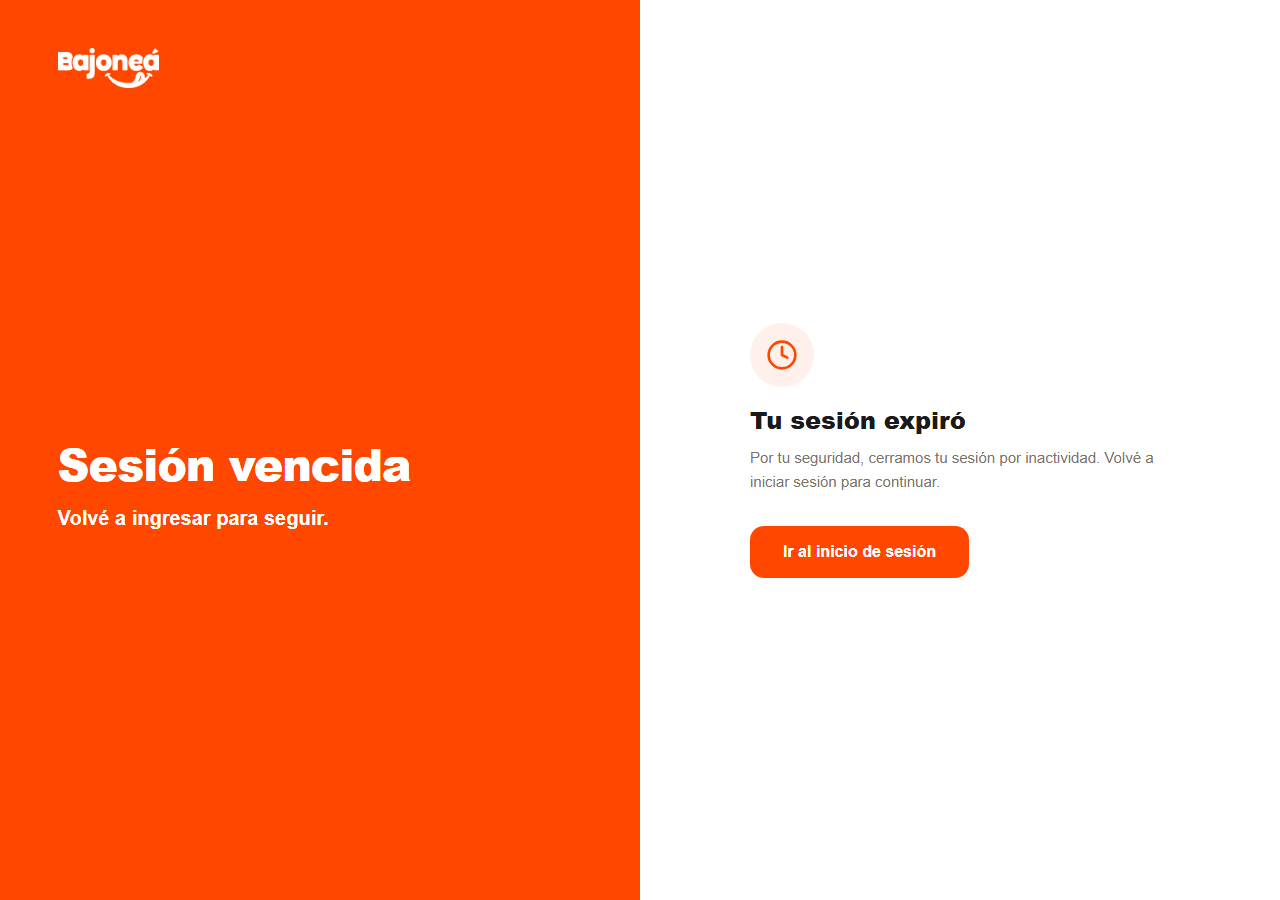 Bajoneá
Sesión vencida
Volvé a ingresar para seguir.
Tu sesión expiró
Por tu seguridad, cerramos tu sesión por inactividad. Volvé a
iniciar sesión para continuar.
Ir al inicio de sesión